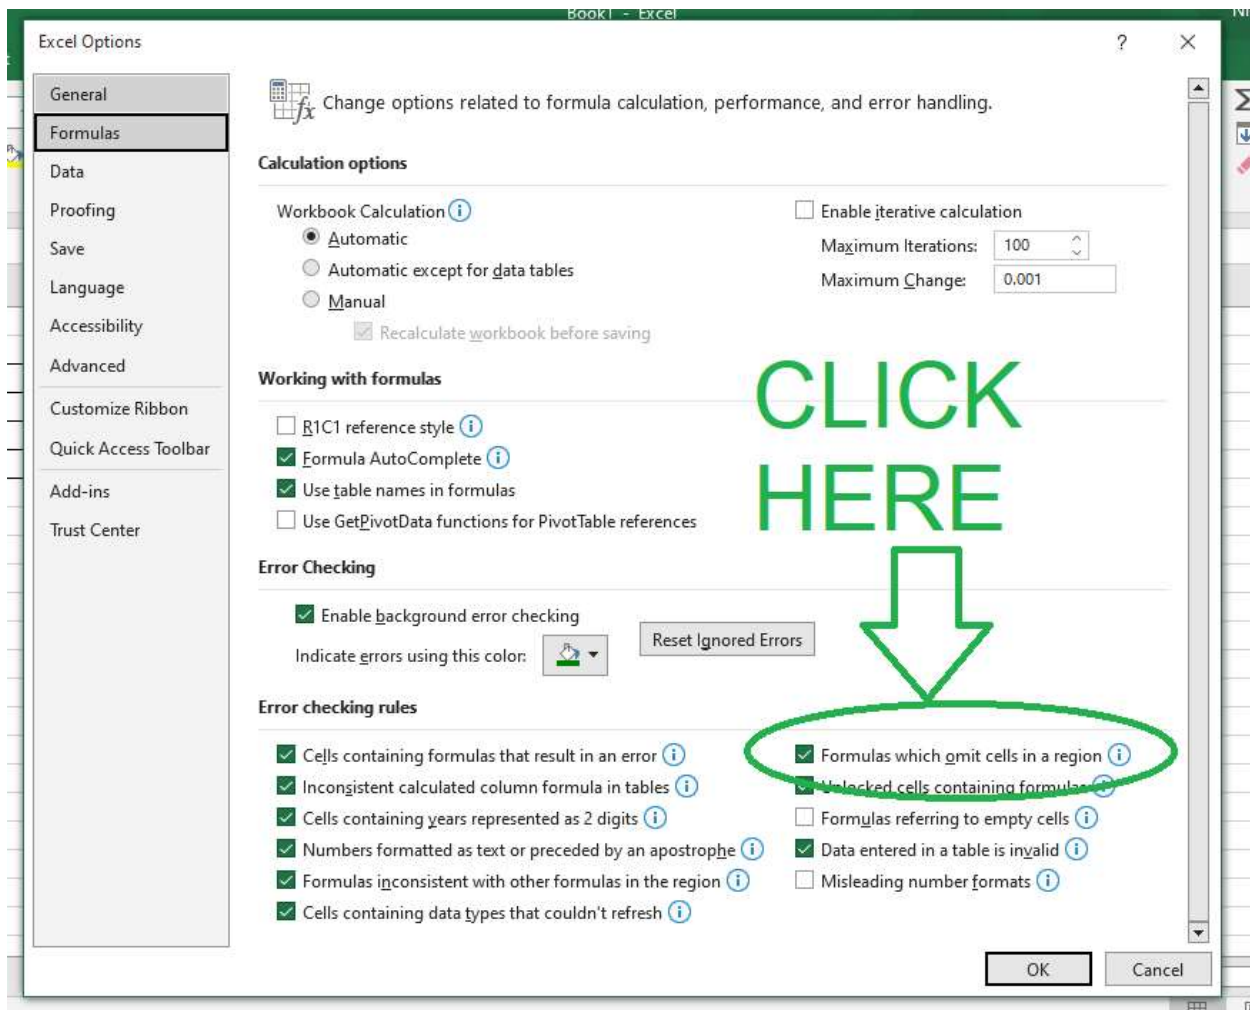 Book1 - Excel
Excel Options
?
General
Formulas
Data
Proofing
Save
Language
Accessibility
Advanced
Customize Ribbon
Quick Access Toolbar
Add-ins
Trust Center
fx Change options related to formula calculation, performance, and error handling.
Calculation options
Workbook Calculation
Automatic
Automatic except for data tables
Manual
Recalculate workbook before saving
Enable iterative calculation
Maximum Iterations: 100
Maximum Change: 0.001
Working with formulas
R1C1 reference style
Formula AutoComplete
Use table names in formulas
Use GetPivotData functions for PivotTable references
CLICK
HERE
Error Checking
Enable background error checking
Indicate errors using this color:
Reset Ignored Errors
Error checking rules
Cells containing formulas that result in an error
Inconsistent calculated column formula in tables
Cells containing years represented as 2 digits
Numbers formatted as text or preceded by an apostrophe
Formulas inconsistent with other formulas in the region
Cells containing data types that couldn't refresh
Formulas which omit cells in a region
Unlocked cells containing formulas
Formulas referring to empty cells
Data entered in a table is invalid
Misleading number formats
OK
Cancel